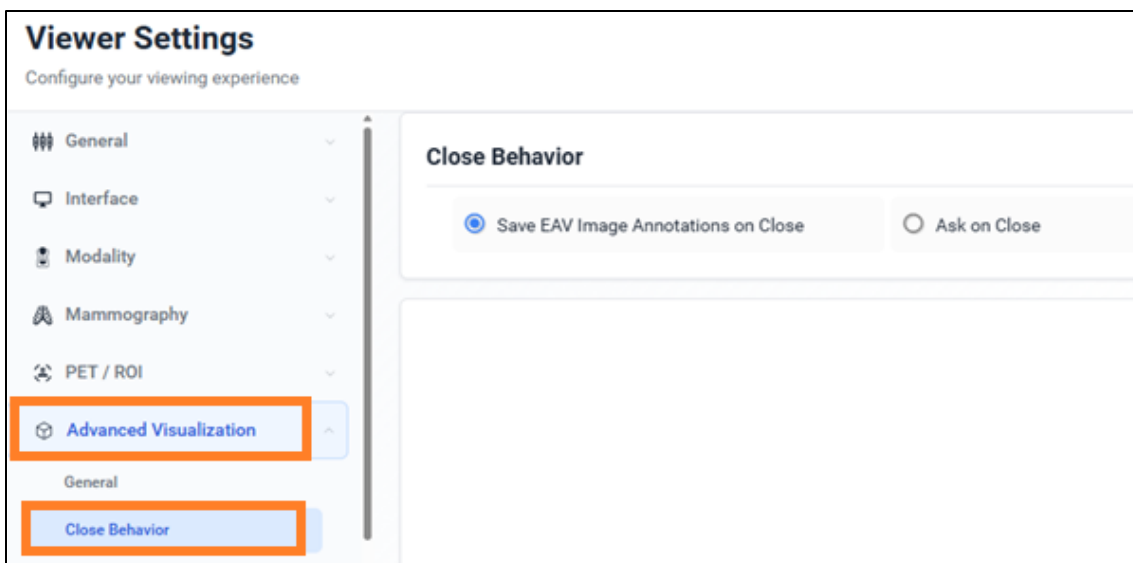 Viewer Settings
Configure your viewing experience
General
Interface
Modality
Mammography
PET / ROI
Advanced Visualization
General
Close Behavior
Close Behavior
Save EAV Image Annotations on Close
Ask on Close